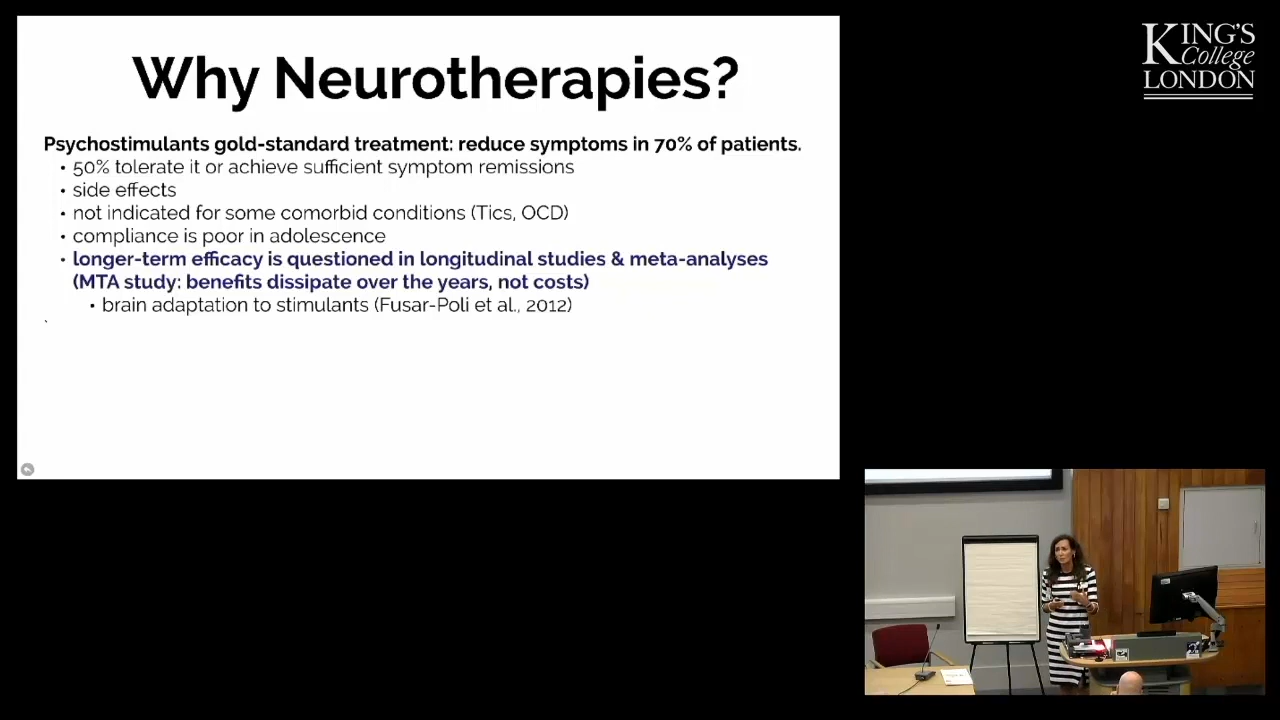 Why Neurotherapies?
Psychostimulants gold-standard treatment: reduce symptoms in 70% of patients.
• 50% tolerate it or achieve sufficient symptom remissions
• side effects
• not indicated for some comorbid conditions (Tics, OCD)
• compliance is poor in adolescence
• longer-term efficacy is questioned in longitudinal studies & meta-analyses
(MTA study: benefits dissipate over the years, not costs)
• brain adaptation to stimulants (Fusar-Poli et al., 2012)
KING'S
College
LONDON